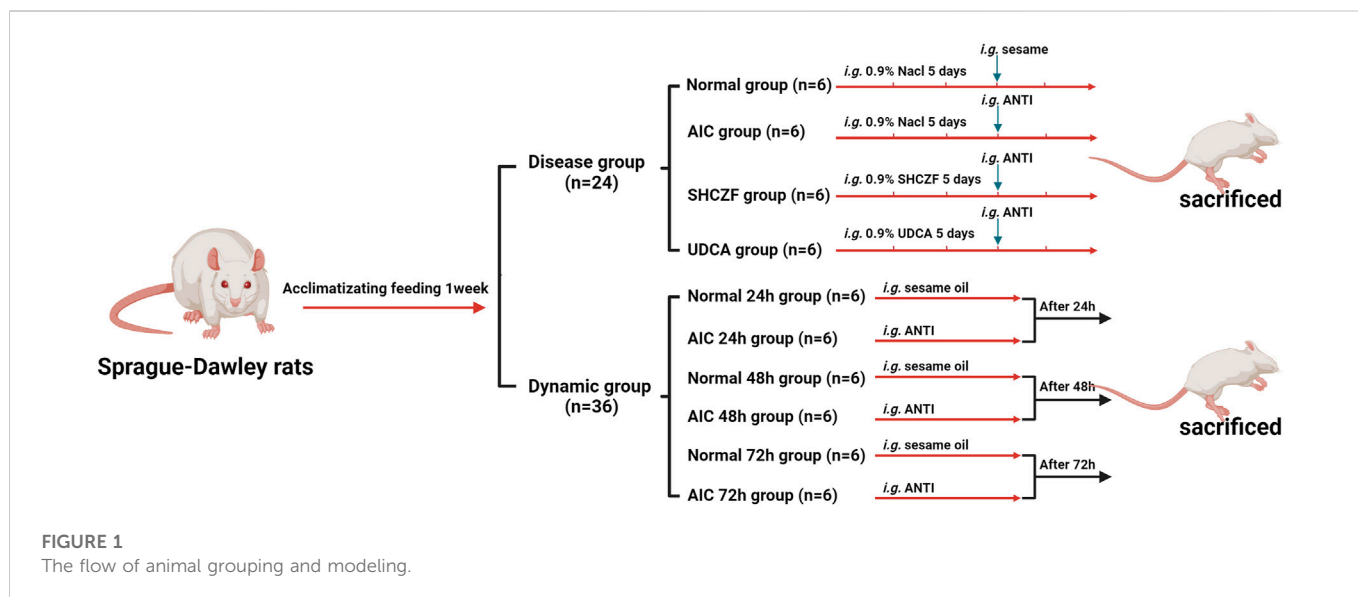 Sprague-Dawley rats
Acclimatizating feeding 1week
Disease group
(n=24)
Normal group (n=6)
i.g. 0.9% Nacl 5 days
i.g. sesame
AIC group (n=6)
i.g. 0.9% Nacl 5 days
i.g. ANTI
SHCZF group (n=6)
i.g. 0.9% SHCZF 5 days
i.g. ANTI
UDCA group (n=6)
i.g. 0.9% UDCA 5 days
i.g. ANTI
sacrificed
Dynamic group
(n=36)
Normal 24h group (n=6)
i.g. sesame oil
AIC 24h group (n=6)
i.g. ANTI
After 24h
Normal 48h group (n=6)
i.g. sesame oil
AIC 48h group (n=6)
i.g. ANTI
After 48h
Normal 72h group (n=6)
i.g. sesame oil
AIC 72h group (n=6)
i.g. ANTI
After 72h
sacrificed
FIGURE 1
The flow of animal grouping and modeling.